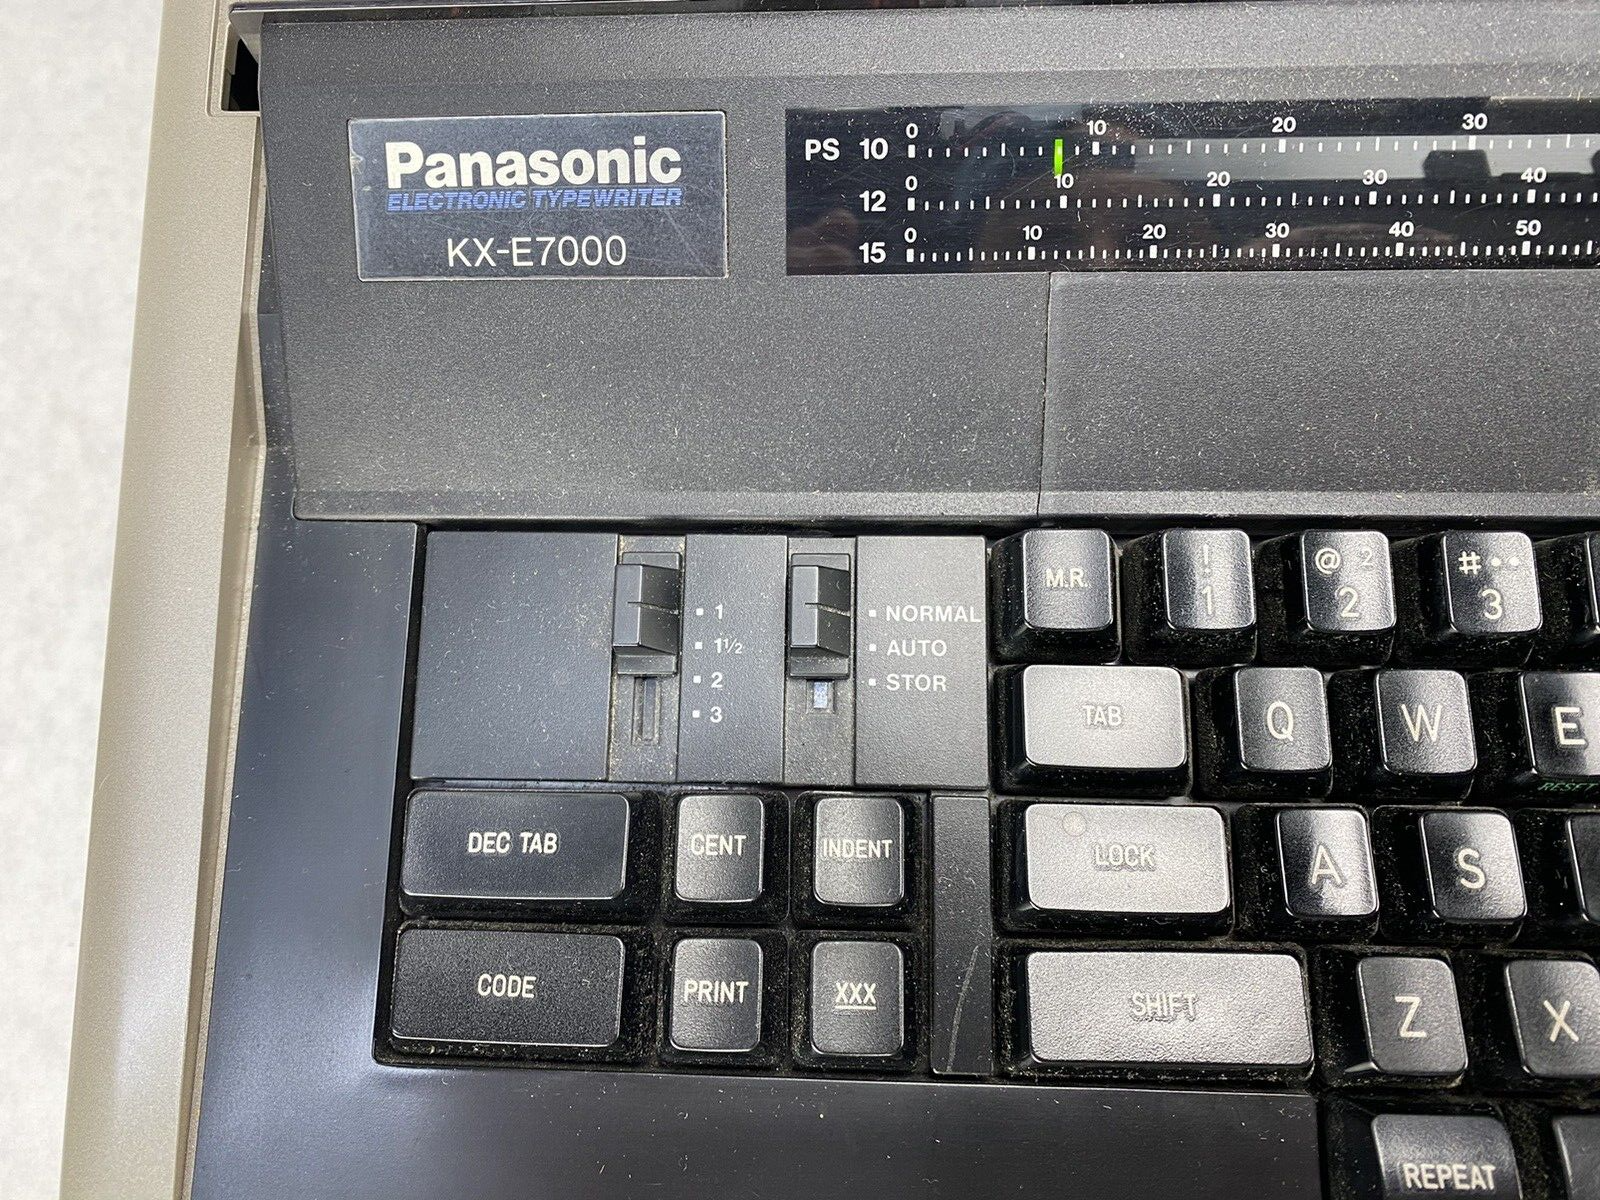 Panasonic
ELECTRONIC TYPEWRITER
KX-E7000
0 10 20 30
PS 10
0 10 20 30 40
12
0 10 20 30 40 50
15
1
1½
2
3
NORMAL
AUTO
STOR
M.R.
!
1
@ 2
2
#
3
TAB
Q
W
E
RESET
DEC TAB
CENT
INDENT
LOCK
A
S
CODE
PRINT
XXX
SHIFT
Z
X
REPEAT